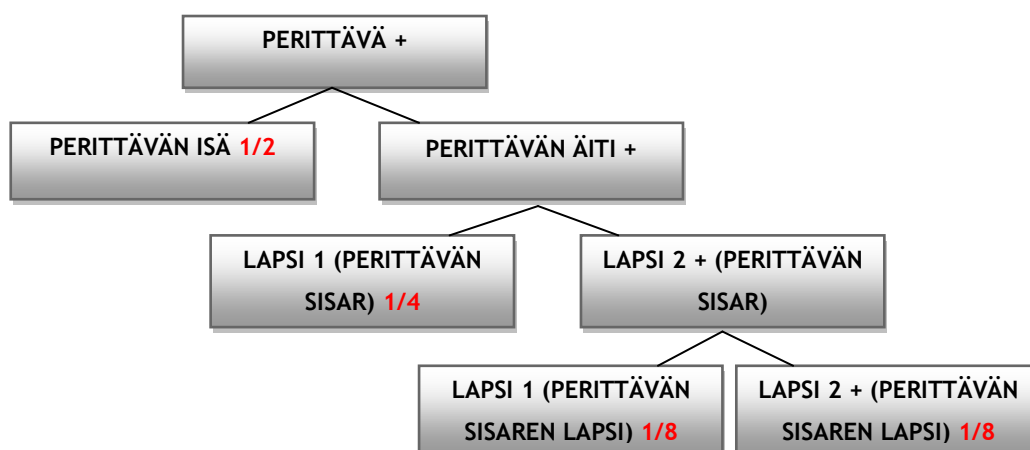 PERITTÄVÄ +
PERITTÄVÄN ISÄ 1/2
PERITTÄVÄN ÄITI +
LAPSI 1 (PERITTÄVÄN
SISAR) 1/4
LAPSI 2 + (PERITTÄVÄN
SISAR)
LAPSI 1 (PERITTÄVÄN
SISAREN LAPSI) 1/8
LAPSI 2 + (PERITTÄVÄN
SISAREN LAPSI) 1/8